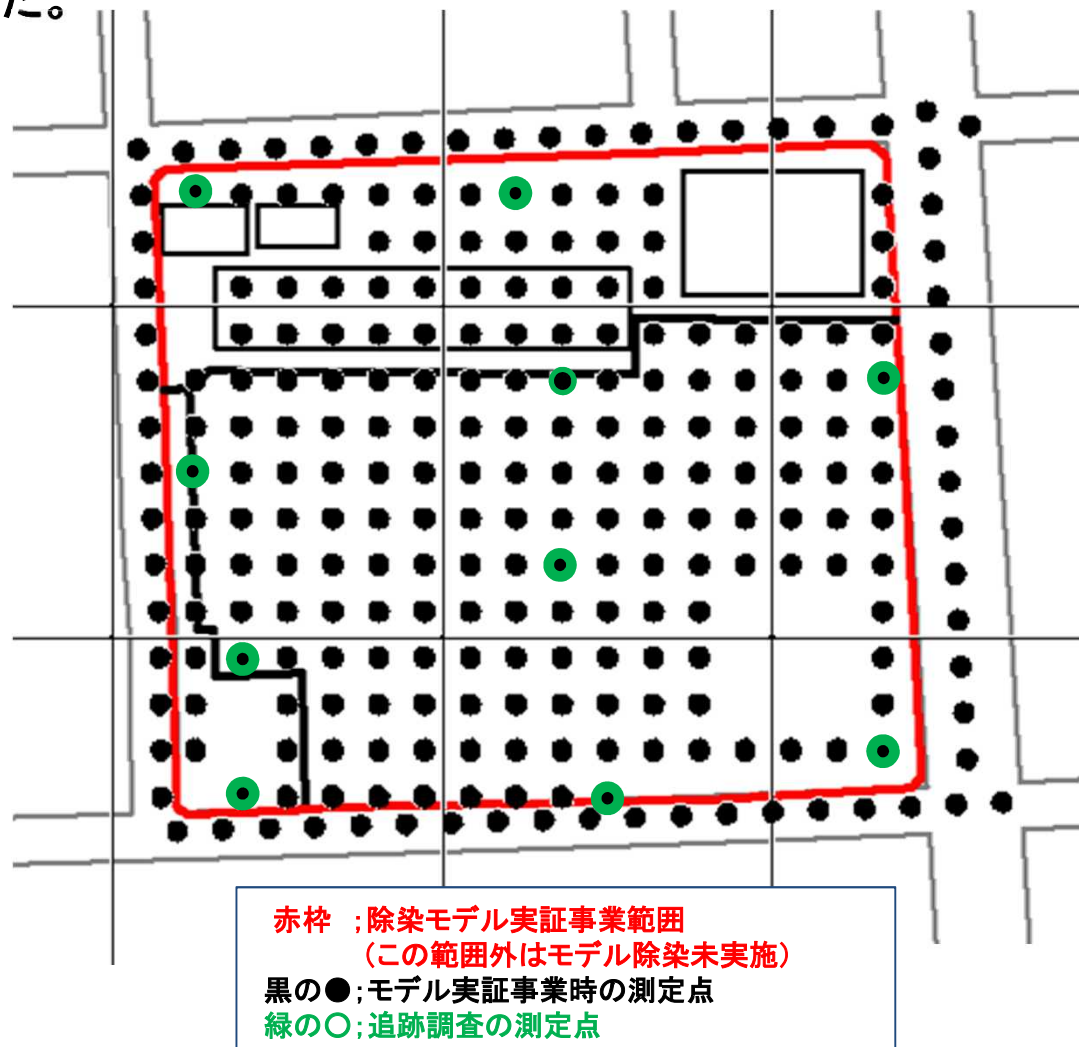 た。
赤枠 ;除染モデル実証事業範囲
(この範囲外はモデル除染未実施)
黒の●;モデル実証事業時の測定点
緑の○;追跡調査の測定点